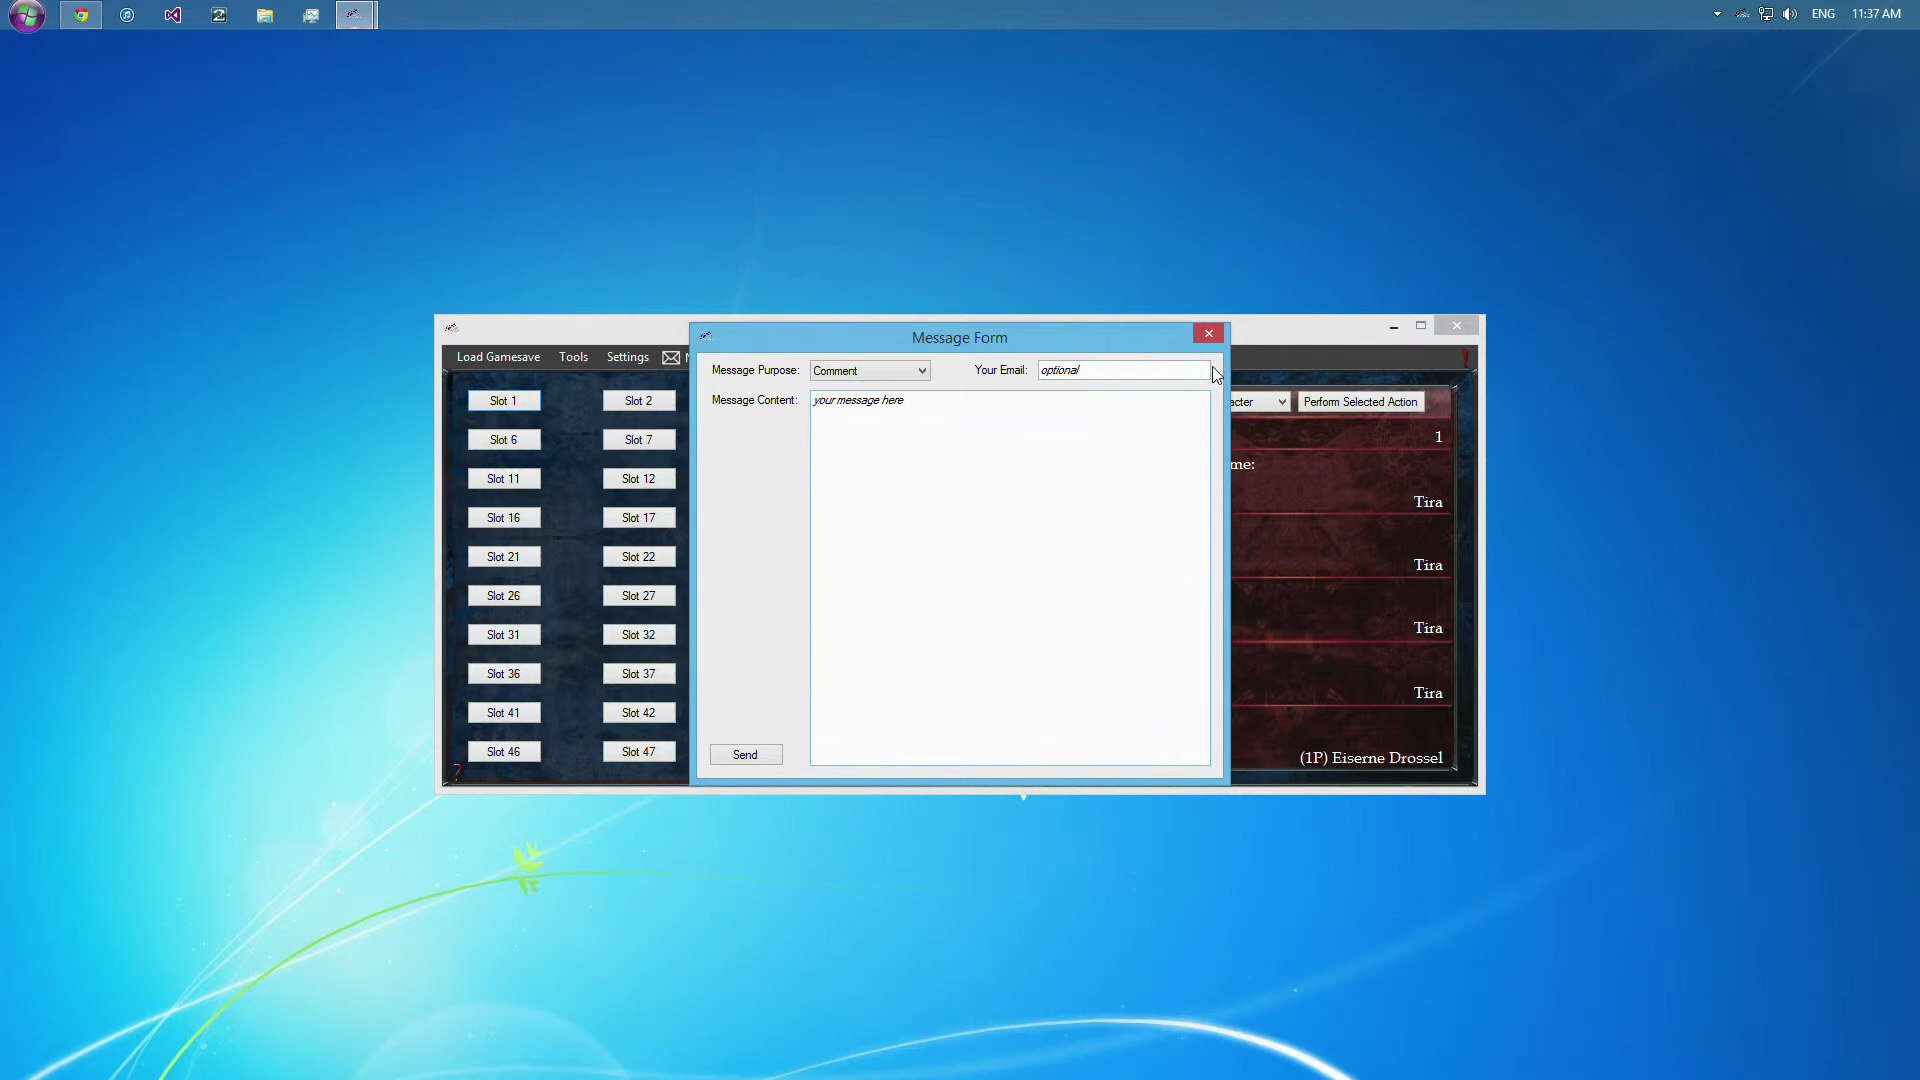 ENG 11:37 AM
Message Form
Load Gamesave Tools Settings
Message Purpose: Comment Your Email: optional
Message Content: your message here
Perform Selected Action
Slot 1 Slot 2
1
Slot 6 Slot 7
me:
Slot 11 Slot 12
Tira
Slot 16 Slot 17
Slot 21 Slot 22
Tira
Slot 26 Slot 27
Slot 31 Slot 32
Tira
Slot 36 Slot 37
Tira
Slot 41 Slot 42
Slot 46 Slot 47
Send
(1P) Eiserne Drossel
?